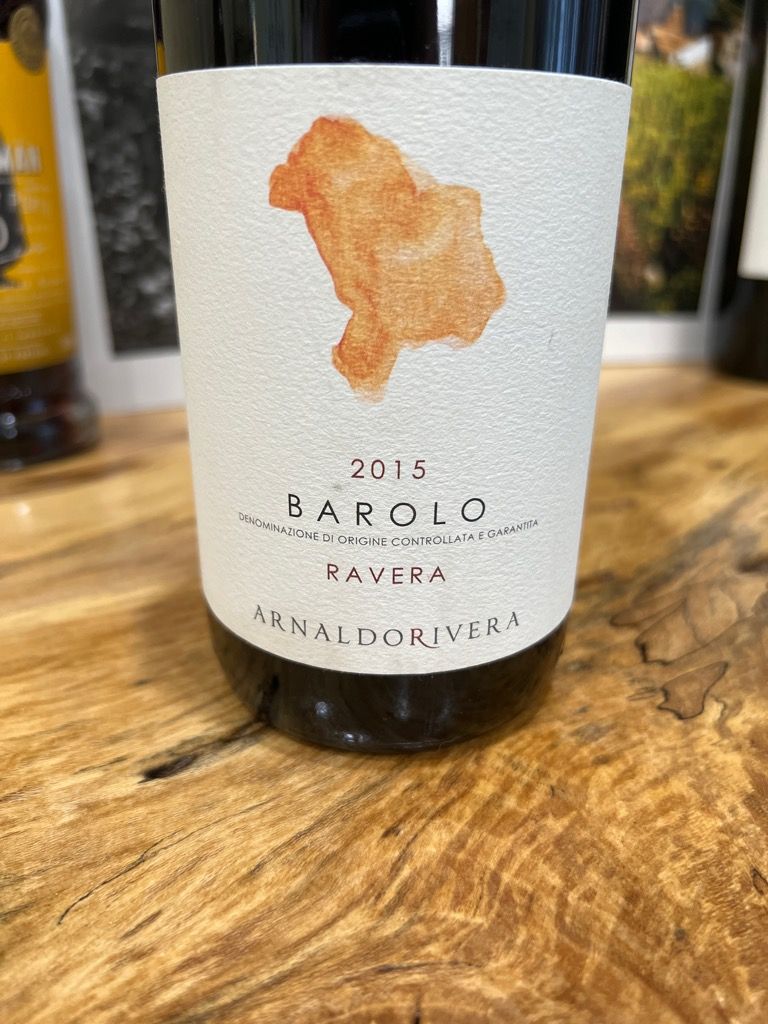 2015
BAROLO
DENOMINAZIONE DI ORIGINE CONTROLLATA E GARANTITA
RAVERA
ARNALDORIVERA